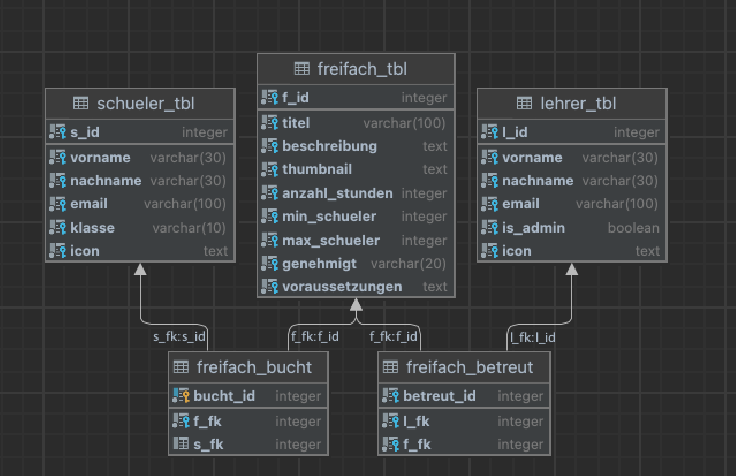 schueler_tbl
s_id integer
vorname varchar(30)
nachname varchar(30)
email varchar(100)
klasse varchar(10)
icon text
freifach_tbl
f_id integer
titel varchar(100)
beschreibung text
thumbnail text
anzahl_stunden integer
min_schueler integer
max_schueler integer
genehmigt varchar(20)
voraussetzungen text
lehrer_tbl
l_id integer
vorname varchar(30)
nachname varchar(30)
email varchar(100)
is_admin boolean
icon text
s_fk:s_id
f_fk:f_id
f_fk:f_id
l_fk:l_id
freifach_bucht
bucht_id integer
f_fk integer
s_fk integer
freifach_betreut
betreut_id integer
l_fk integer
f_fk integer